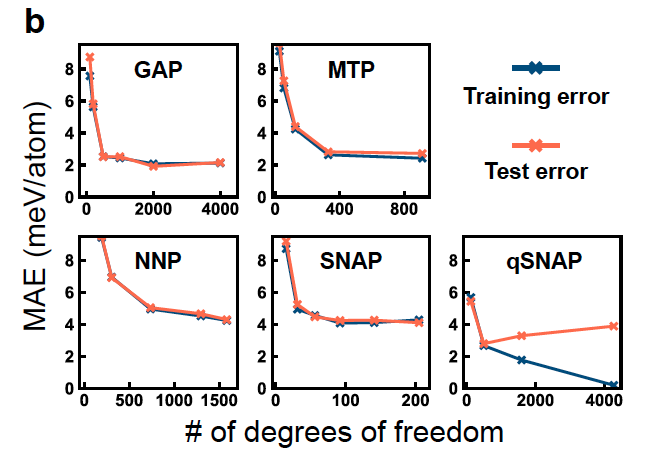 b
GAP
MTP
Training error
Test error
8
6
4
2
0
0 2000 4000
8
6
4
2
0
0 400 800
MAE (meV/atom)
NNP
SNAP
qSNAP
8
6
4
2
0
0 500 1000 1500
8
6
4
2
0
0 100 200
8
6
4
2
0
0 2000 4000
# of degrees of freedom